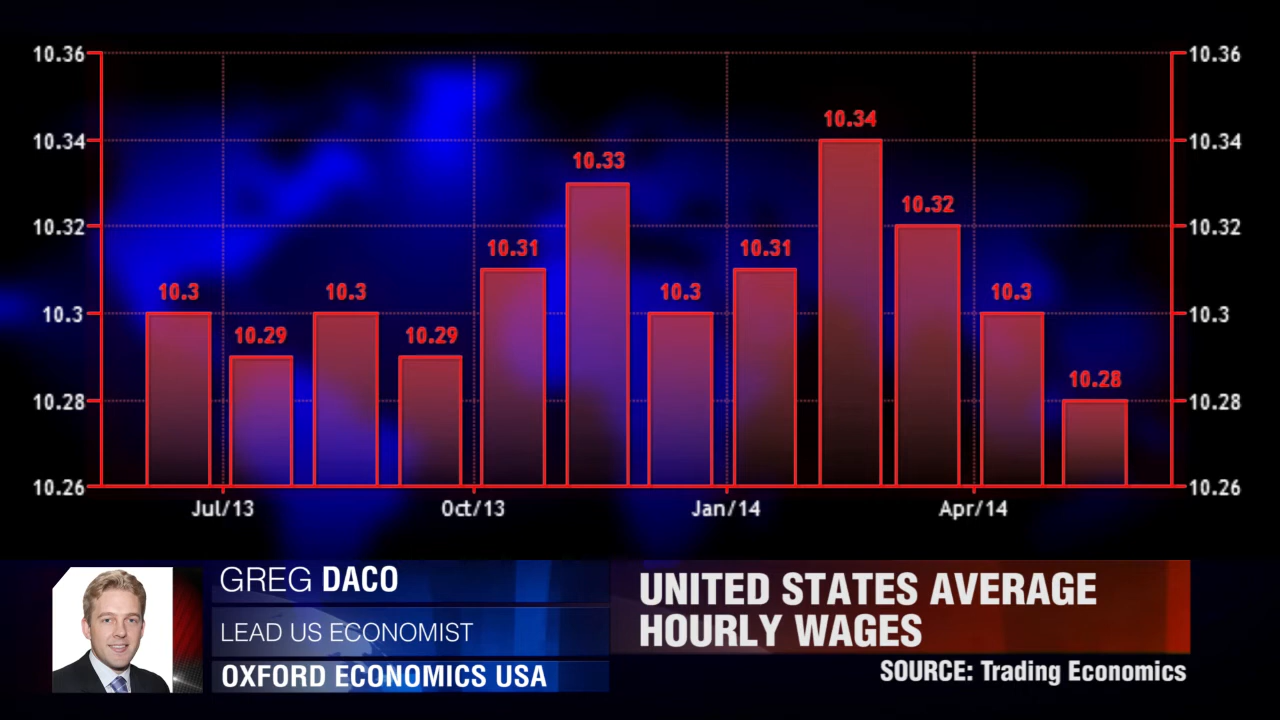 10.36 10.36
10.34
10.34 10.34
10.33
10.32
10.32 10.32
10.31 10.31
10.3 10.3 10.3 10.3
10.3 10.3
10.29 10.29
10.28
10.28 10.28
10.26 10.26
Jul/13 Oct/13 Jan/14 Apr/14
GREG DACO
LEAD US ECONOMIST
OXFORD ECONOMICS USA
UNITED STATES AVERAGE
HOURLY WAGES
SOURCE: Trading Economics